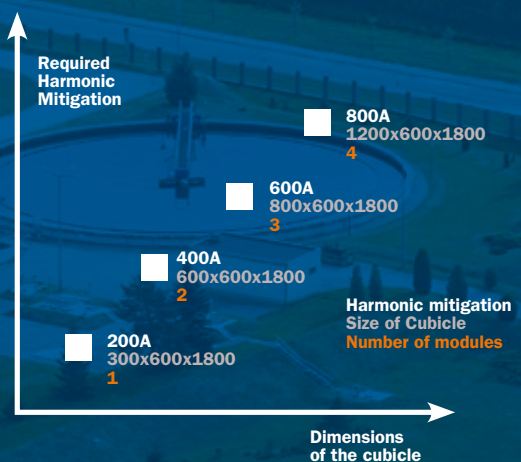 Required
Harmonic
Mitigation
800A
1200x600x1800
4
600A
800x600x1800
3
400A
600x600x1800
2
Harmonic mitigation
Size of Cubicle
Number of modules
200A
300x600x1800
1
Dimensions
of the cubicle